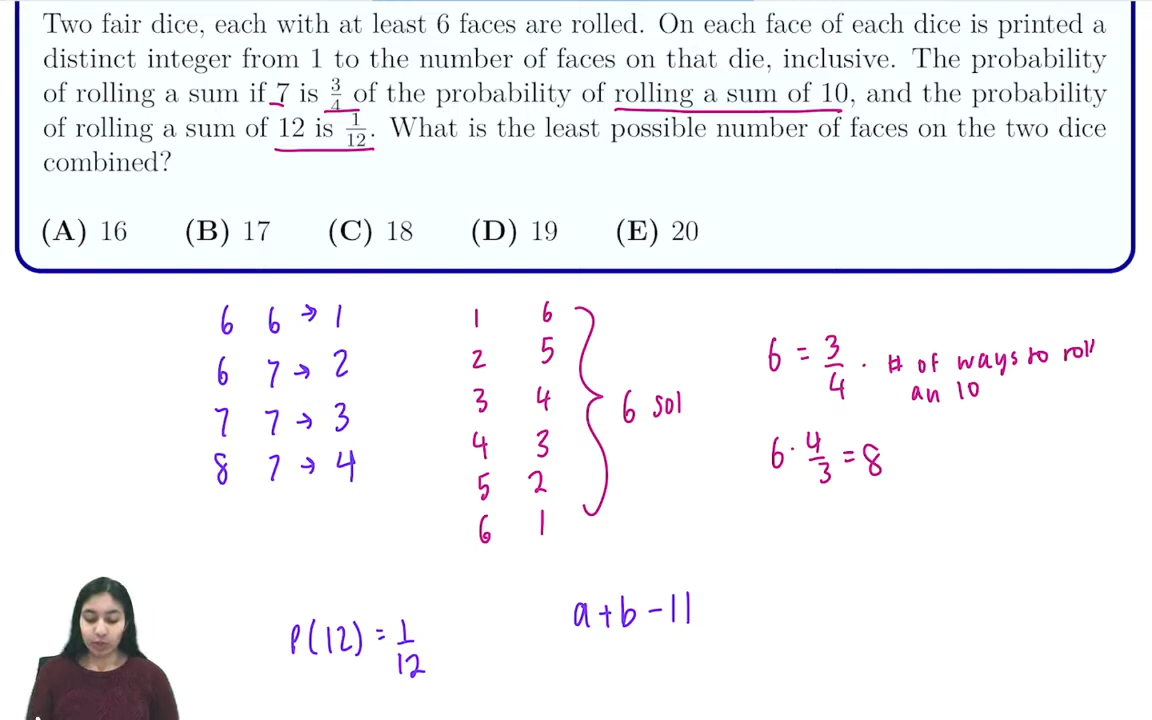 Two fair dice, each with at least 6 faces are rolled. On each face of each dice is printed a
distinct integer from 1 to the number of faces on that die, inclusive. The probability
of rolling a sum if 7 is 3/4 of the probability of rolling a sum of 10, and the probability
of rolling a sum of 12 is 1/12. What is the least possible number of faces on the two dice
combined?
(A) 16 (B) 17 (C) 18 (D) 19 (E) 20
6 6 → 1
6 7 → 2
7 7 → 3
8 7 → 4
1 6
2 5
3 4
4 3
5 2
6 1
6 sol
6 = 3/4 · # of ways to roll
an 10
6 · 4/3 = 8
P(12) = 1/12
a + b - 11